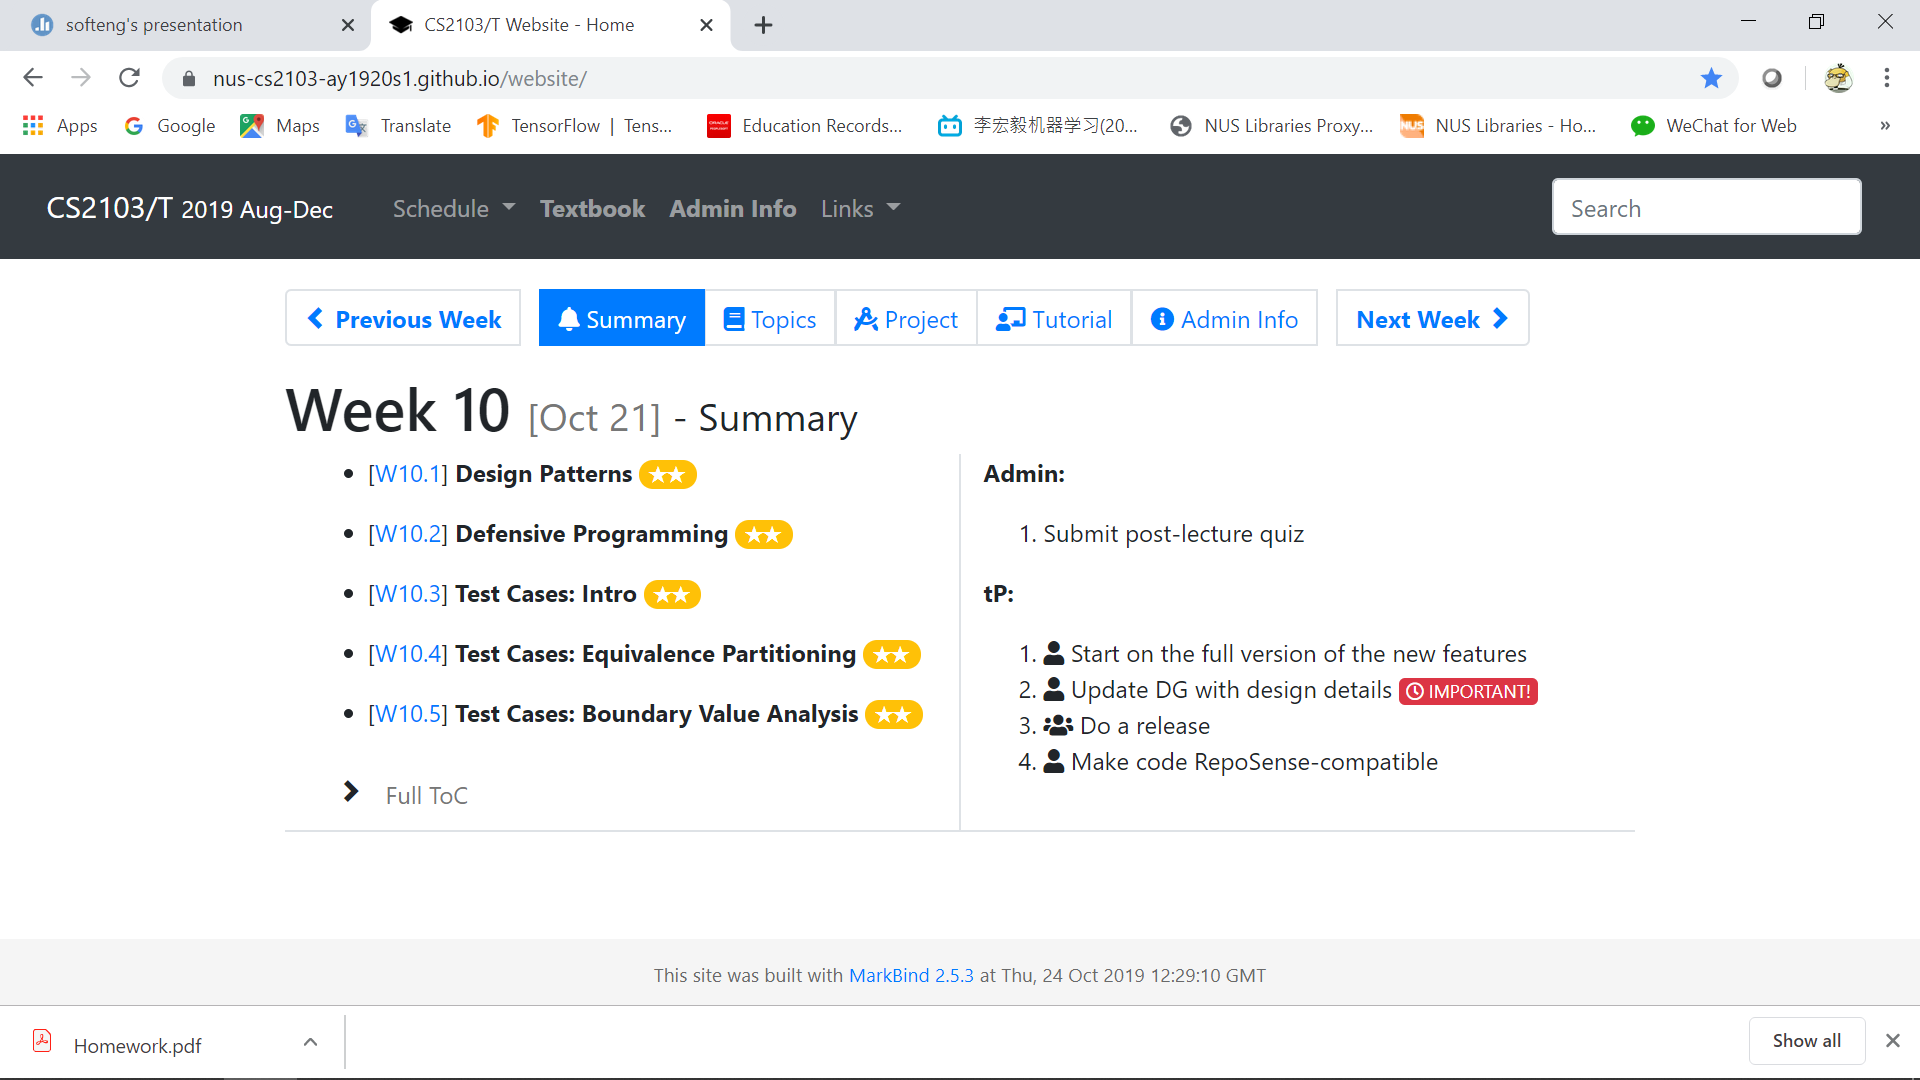 softeng's presentation
CS2103/T Website - Home
nus-cs2103-ay1920s1.github.io/website/
Apps Google Maps Translate TensorFlow | Tens... Education Records... 李宏毅机器学习(20... NUS Libraries Proxy... NUS Libraries - Ho... WeChat for Web »
CS2103/T 2019 Aug-Dec Schedule Textbook Admin Info Links Search
Previous Week Summary Topics Project Tutorial Admin Info Next Week
Week 10 [Oct 21] - Summary
• [W10.1] Design Patterns
• [W10.2] Defensive Programming
• [W10.3] Test Cases: Intro
• [W10.4] Test Cases: Equivalence Partitioning
• [W10.5] Test Cases: Boundary Value Analysis
Full ToC
Admin:
1. Submit post-lecture quiz
tP:
1. Start on the full version of the new features
2. Update DG with design details IMPORTANT!
3. Do a release
4. Make code RepoSense-compatible
This site was built with MarkBind 2.5.3 at Thu, 24 Oct 2019 12:29:10 GMT
Homework.pdf
Show all